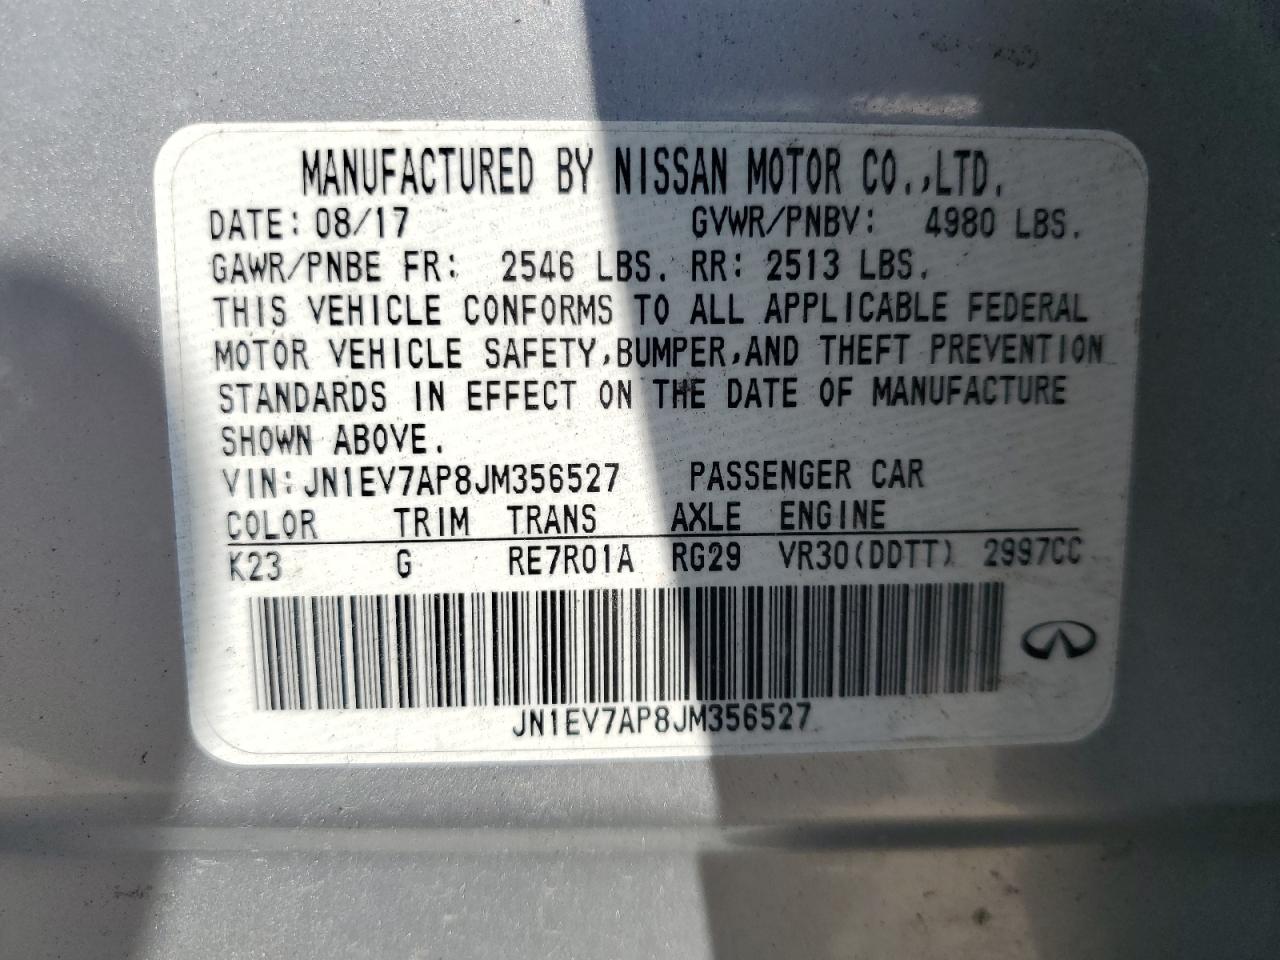 MANUFACTURED BY NISSAN MOTOR CO.,LTD.
DATE: 08/17 GVWR/PNBV: 4980 LBS.
GAWR/PNBE FR: 2546 LBS. RR: 2513 LBS.
THIS VEHICLE CONFORMS TO ALL APPLICABLE FEDERAL
MOTOR VEHICLE SAFETY,BUMPER,AND THEFT PREVENTION
STANDARDS IN EFFECT ON THE DATE OF MANUFACTURE
SHOWN ABOVE.
VIN:JN1EV7AP8JM356527 PASSENGER CAR
COLOR TRIM TRANS AXLE ENGINE
K23 G RE7R01A RG29 VR30(DDTT) 2997CC
JN1EV7AP8JM356527